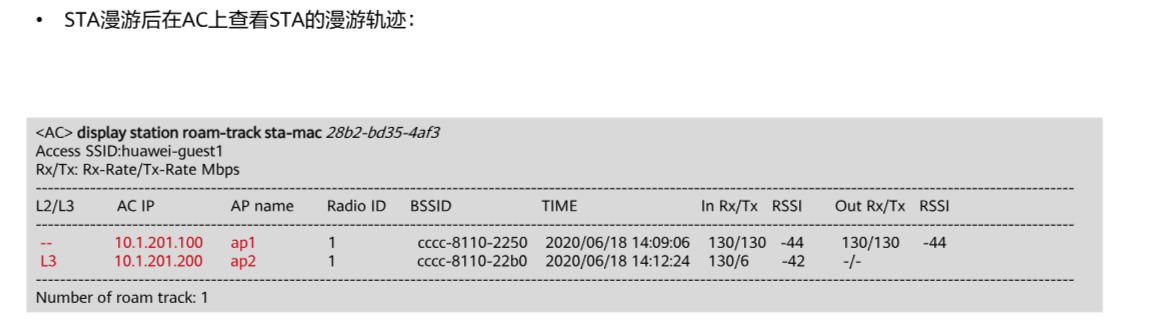 • STA漫游后在AC上查看STA的漫游轨迹：
<AC> display station roam-track sta-mac 28b2-bd35-4af3
Access SSID:huawei-guest1
Rx/Tx: Rx-Rate/Tx-Rate Mbps
------------------------------------------------------------------------------
L2/L3 AC IP AP name Radio ID BSSID TIME In Rx/Tx RSSI Out Rx/Tx RSSI
------------------------------------------------------------------------------
-- 10.1.201.100 ap1 1 cccc-8110-2250 2020/06/18 14:09:06 130/130 -44 130/130 -44
L3 10.1.201.200 ap2 1 cccc-8110-22b0 2020/06/18 14:12:24 130/6 -42 -/-
------------------------------------------------------------------------------
Number of roam track: 1